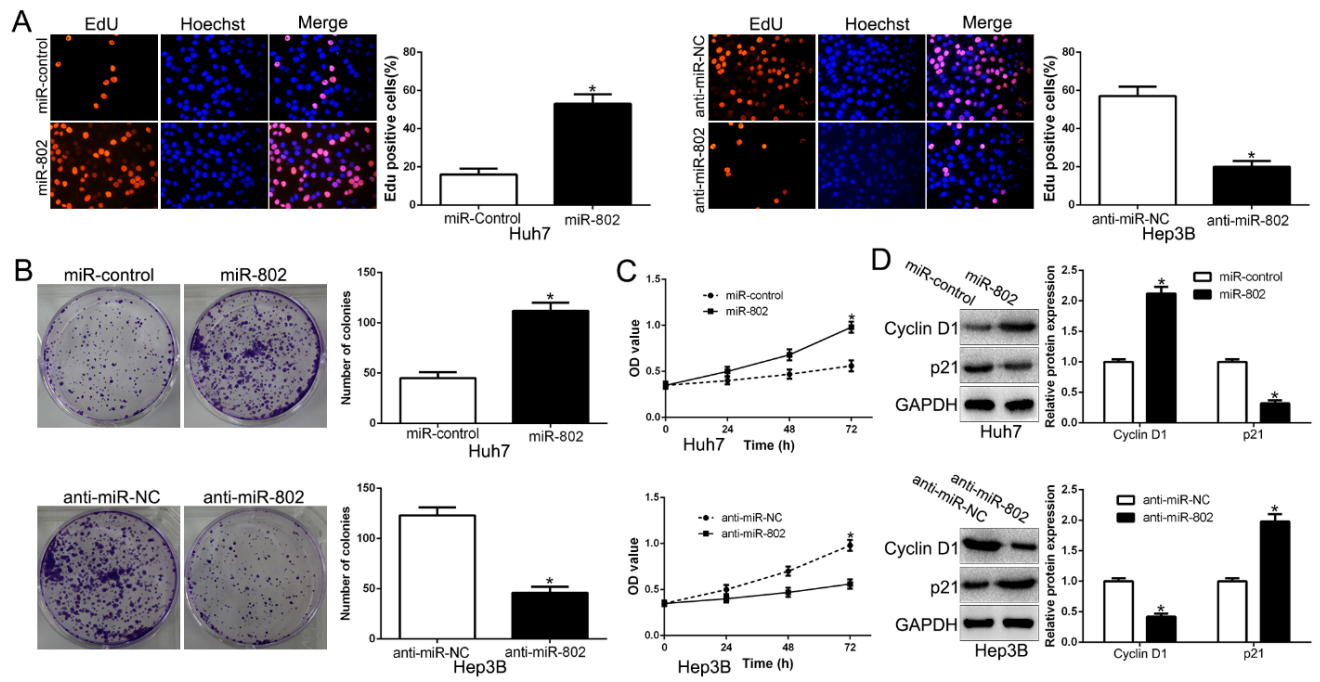 A
EdU Hoechst Merge
miR-control
miR-802
Edu positive cells(%)
80
60
40
20
0
*
miR-Control miR-802
Huh7
EdU Hoechst Merge
anti-miR-NC
anti-miR-802
Edu positive cells(%)
80
60
40
20
0
*
anti-miR-NC anti-miR-802
Hep3B
B
miR-control miR-802
Number of colonies
150
100
50
0
*
miR-control miR-802
Huh7
anti-miR-NC anti-miR-802
Number of colonies
150
100
50
0
*
anti-miR-NC anti-miR-802
Hep3B
C
OD value
1.5
1.0
0.5
0.0
miR-control
miR-802
*
0 24 48 72
Huh7 Time (h)
OD value
1.5
1.0
0.5
0.0
anti-miR-NC
anti-miR-802
*
0 24 48 72
Hep3B Time (h)
D
miR-control miR-802
Cyclin D1
p21
GAPDH
Huh7
Relative protein expression
2.5
2.0
1.5
1.0
0.5
0.0
miR-control
miR-802
*
*
Cyclin D1 p21
anti-miR-NC anti-miR-802
Cyclin D1
p21
GAPDH
Hep3B
Relative protein expression
2.5
2.0
1.5
1.0
0.5
0.0
anti-miR-NC
anti-miR-802
*
*
Cyclin D1 p21